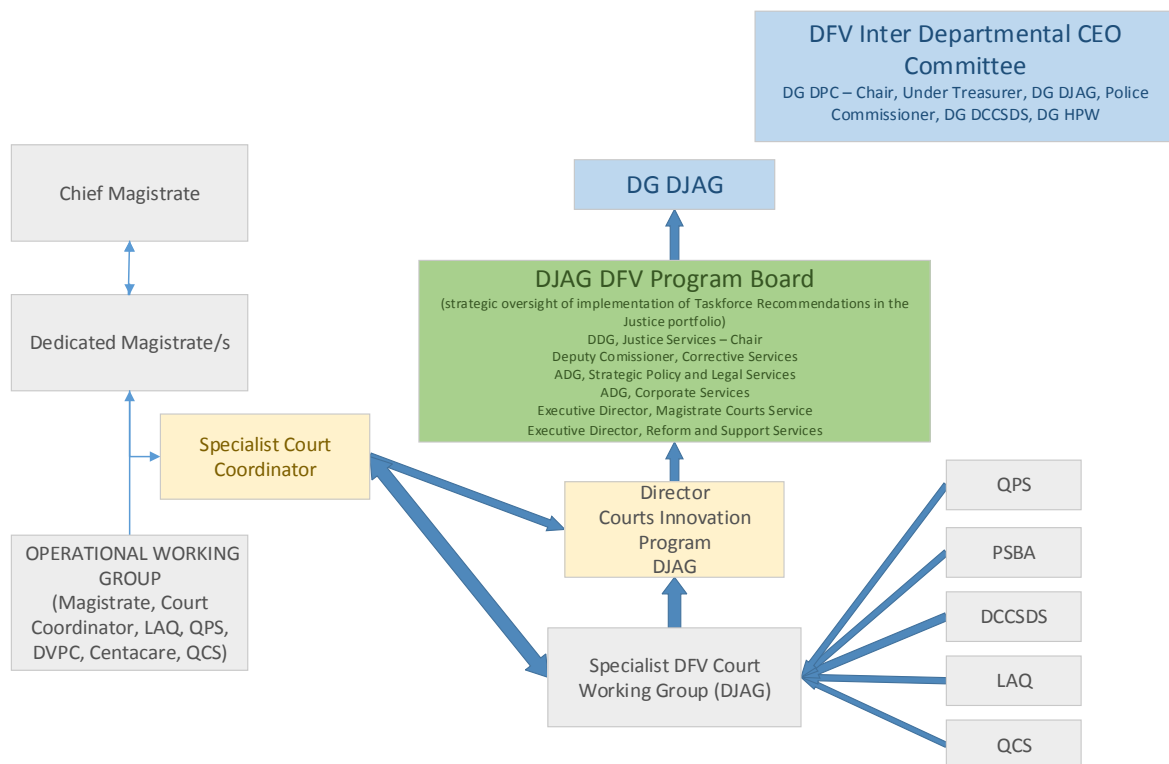 DFV Inter Departmental CEO
Committee
DG DPC – Chair, Under Treasurer, DG DJAG, Police
Commissioner, DG DCCSDS, DG HPW
Chief Magistrate
DG DJAG
Dedicated Magistrate/s
DJAG DFV Program Board
(strategic oversight of implementation of Taskforce Recommendations in the
Justice portfolio)
DDG, Justice Services – Chair
Deputy Comissioner, Corrective Services
ADG, Strategic Policy and Legal Services
ADG, Corporate Services
Executive Director, Magistrate Courts Service
Executive Director, Reform and Support Services
Specialist Court
Coordinator
Director
Courts Innovation
Program
DJAG
OPERATIONAL WORKING
GROUP
(Magistrate, Court
Coordinator, LAQ, QPS,
DVPC, Centacare, QCS)
Specialist DFV Court
Working Group (DJAG)
QPS
PSBA
DCCSDS
LAQ
QCS